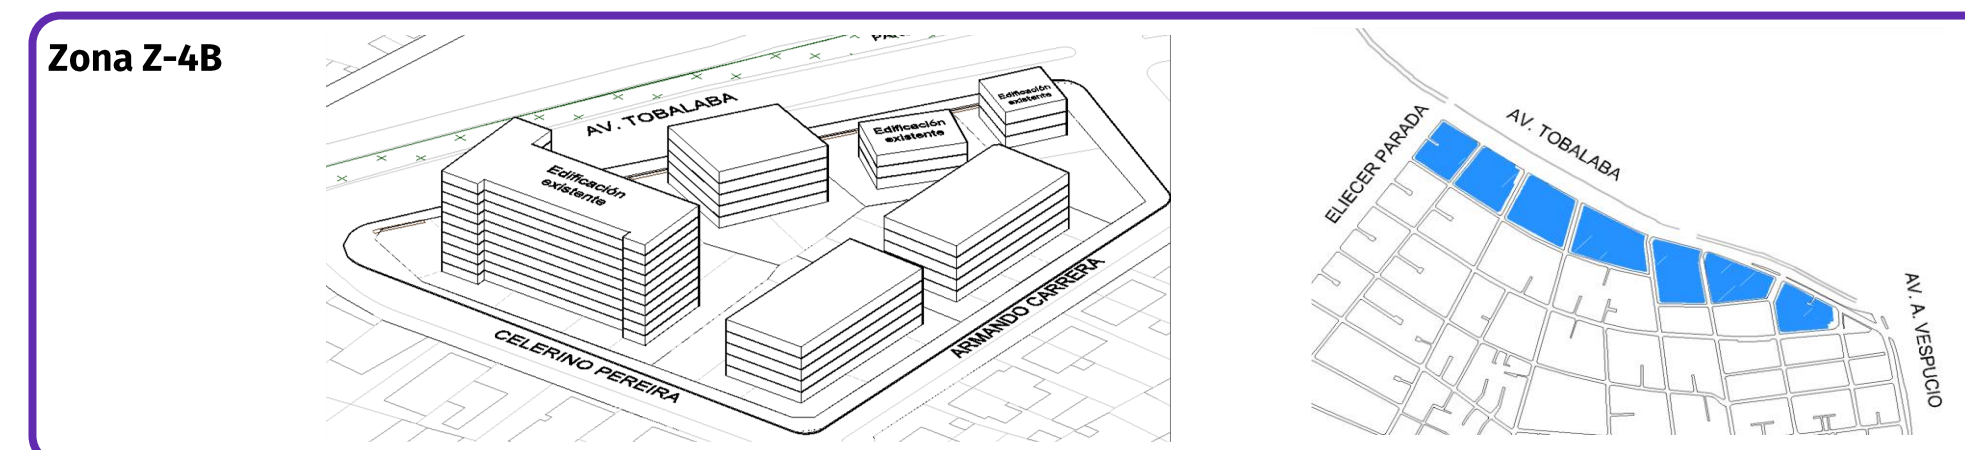 Zona Z-4B
AV. TOBALABA
Edificación
existente
Edificación
existente
Edificación
existente
CELERINO PEREIRA
ARMANDO CARRERA
ELIECER PARADA
AV. TOBALABA
AV. A. VESPUCIO